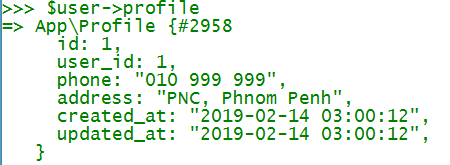 >>> $user->profile
=> App\Profile {#2958
id: 1,
user_id: 1,
phone: "010 999 999",
address: "PNC, Phnom Penh",
created_at: "2019-02-14 03:00:12",
updated_at: "2019-02-14 03:00:12",
}